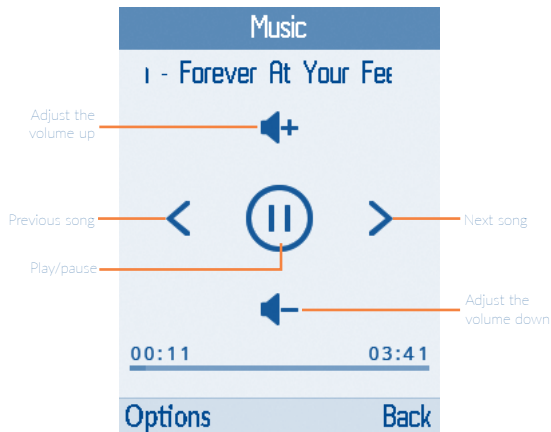 Music
- Forever At Your
Adjust the
volume up
Previous song
Next song
Play/pause
Adjust the
volume down
00:11
03:41
Options
Back